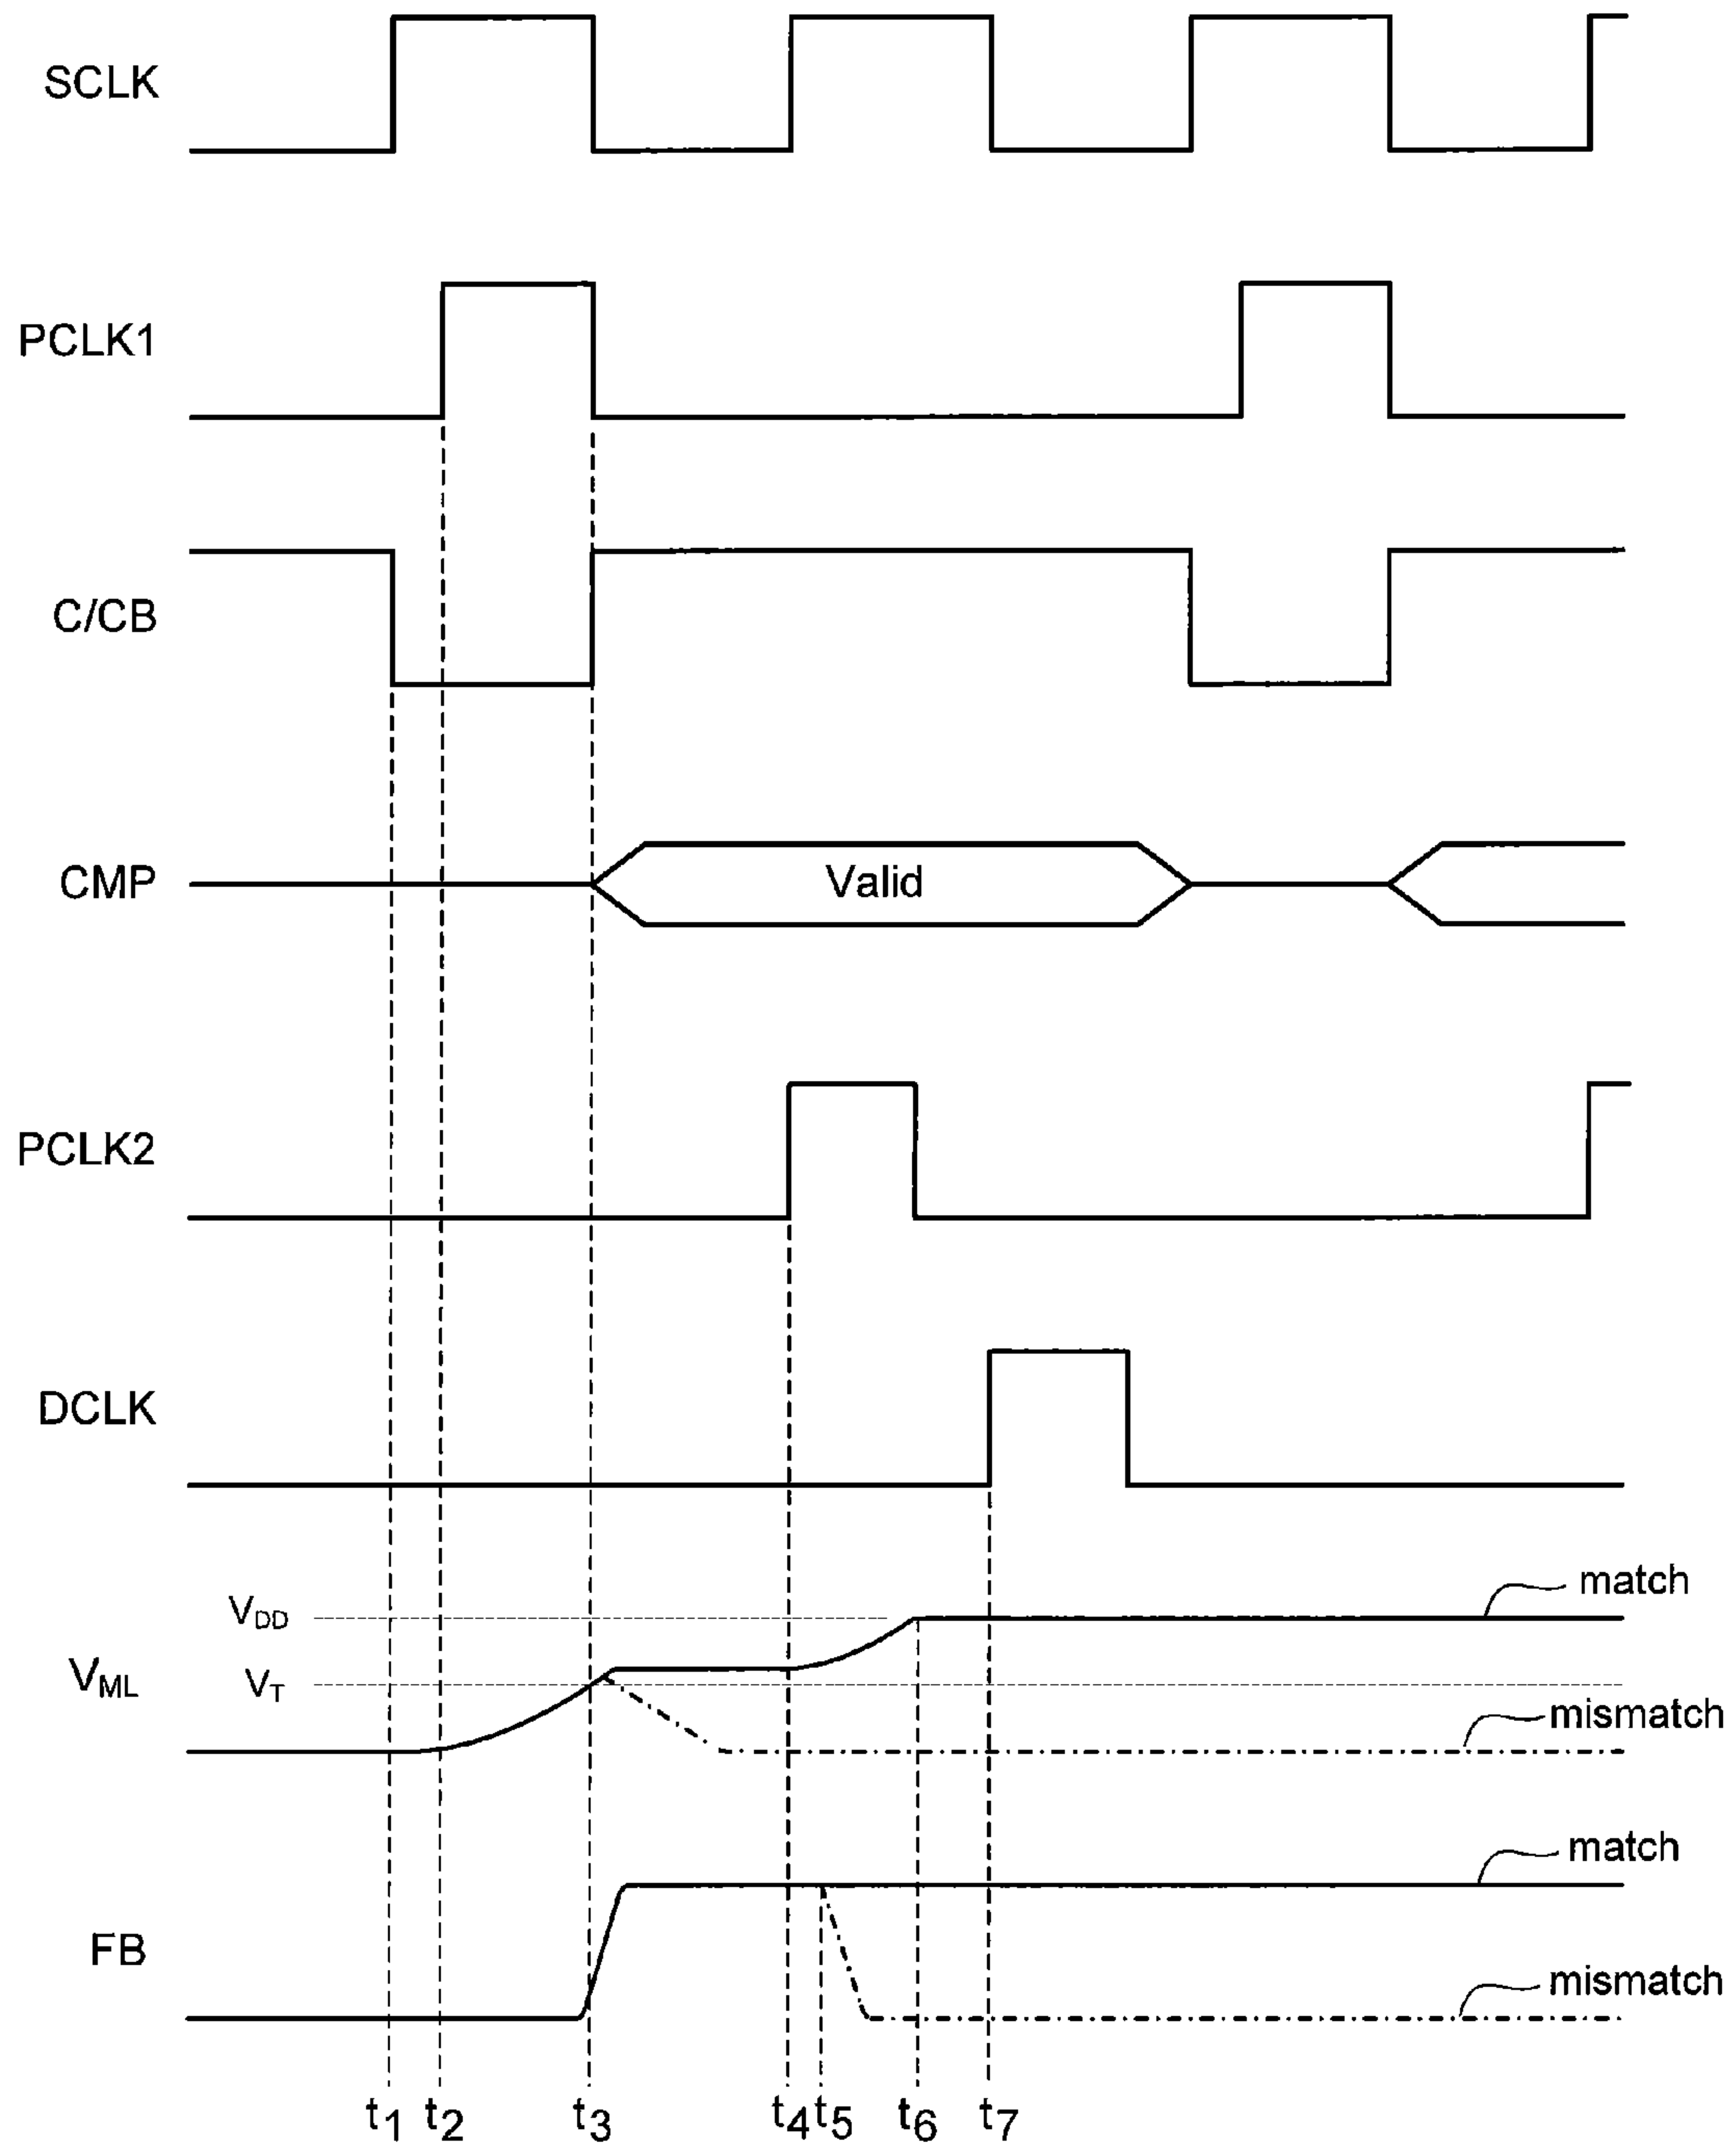 SCLK
PCLK1
C/CB
CMP
Valid
PCLK2
DCLK
match
VDD
VML
VT
mismatch
match
FB
mismatch
t1 t2 t3 t4 t5 t6 t7